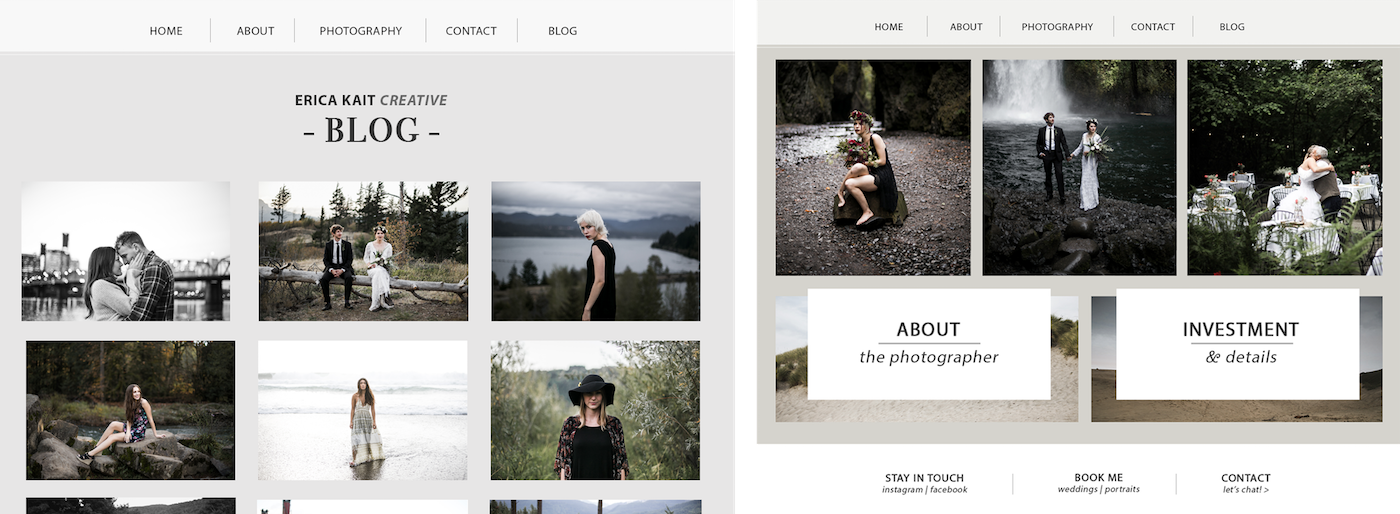 HOME ABOUT PHOTOGRAPHY CONTACT BLOG
ERICA KAIT CREATIVE
- BLOG -
HOME ABOUT PHOTOGRAPHY CONTACT BLOG
ABOUT
the photographer
INVESTMENT
& details
STAY IN TOUCH
instagram | facebook
BOOK ME
weddings | portraits
CONTACT
let's chat! >